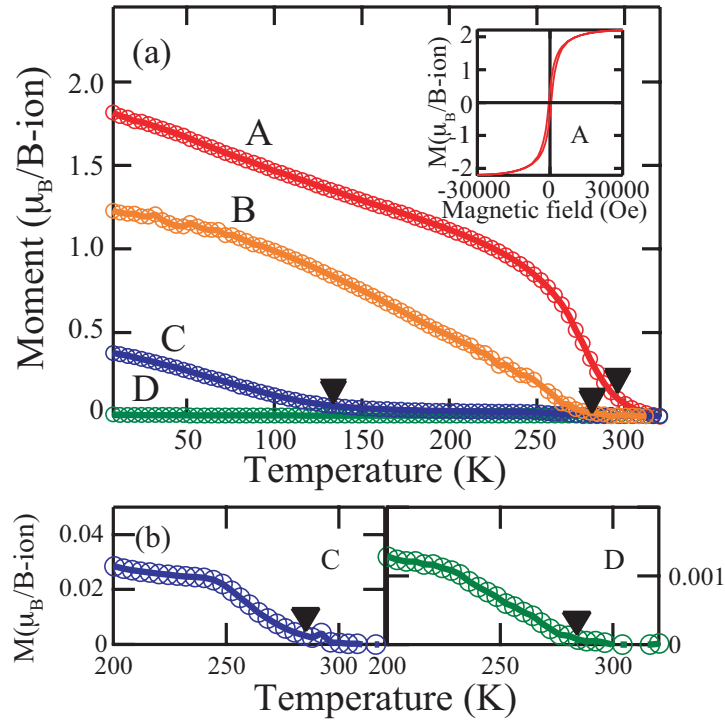 (a)
Moment (μB/B-ion)
2.0
1.5
1.0
0.5
0
A
B
C
D
50 100 150 200 250 300
Temperature (K)
M(μB/B-ion)
2
1
0
-1
-2
A
-30000 0 30000
Magnetic field (Oe)
(b)
M(μB/B-ion)
0.04
0.02
0
C
200 250 300
D
0.001
0
200 250 300
Temperature (K)